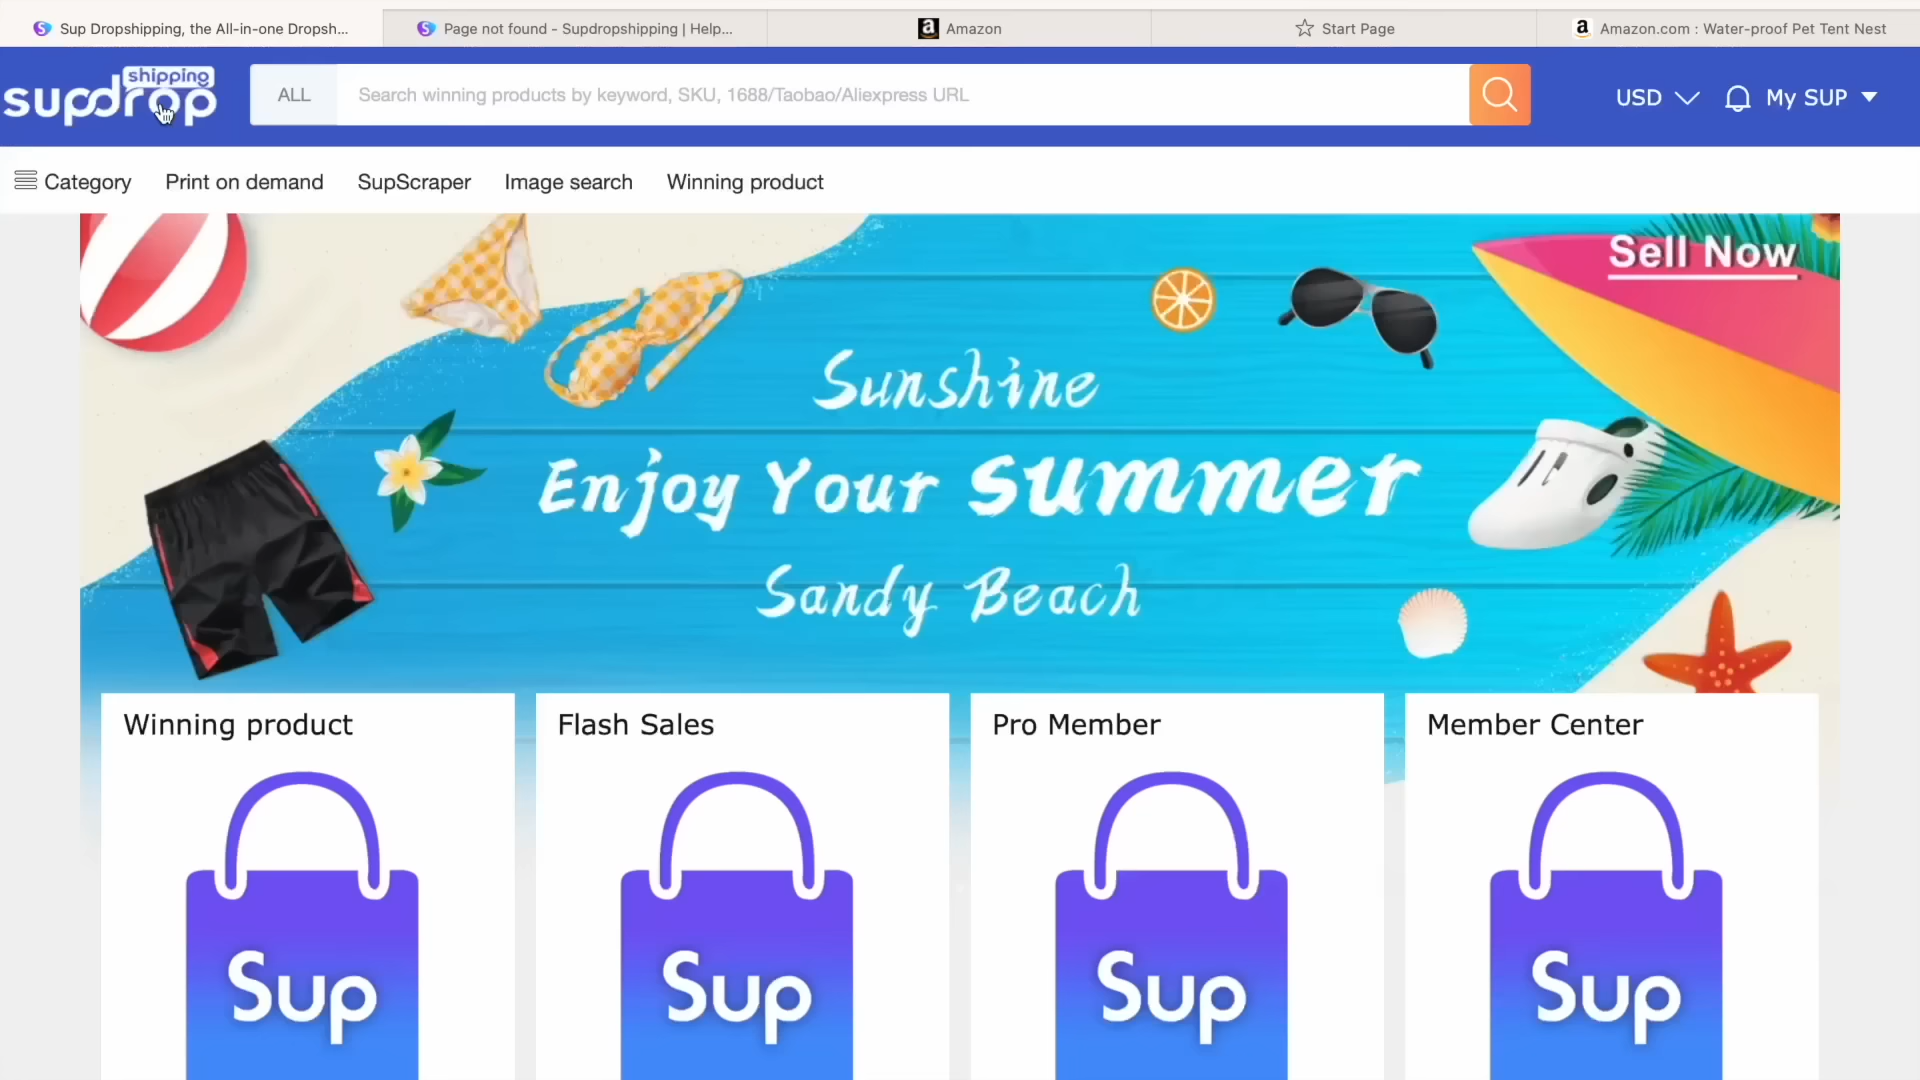 Sup Dropshipping, the All-in-one Dropsh...
Page not found - Supdropshipping | Help...
Amazon
Start Page
Amazon.com : Water-proof Pet Tent Nest
supdrop shipping
ALL
Search winning products by keyword, SKU, 1688/Taobao/Aliexpress URL
USD
My SUP
Category
Print on demand
SupScraper
Image search
Winning product
Sell Now
Sunshine
Enjoy Your summer
Sandy Beach
Winning product
Flash Sales
Pro Member
Member Center
Sup
Sup
Sup
Sup